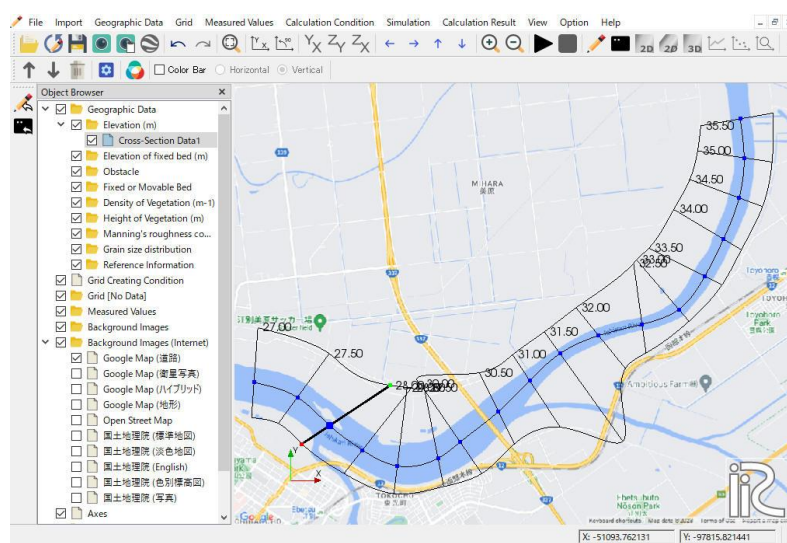 File Import Geographic Data Grid Measured Values Calculation Condition Simulation Calculation Result View Option Help
Color Bar Horizontal Vertical
Object Browser
Geographic Data
Elevation (m)
Cross-Section Data1
Elevation of fixed bed (m)
Obstacle
Fixed or Movable Bed
Density of Vegetation (m-1)
Height of Vegetation (m)
Manning's roughness co...
Grain size distribution
Reference Information
Grid Creating Condition
Grid [No Data]
Measured Values
Background Images
Background Images (Internet)
Google Map (道路)
Google Map (衛星写真)
Google Map (ハイブリッド)
Google Map (地形)
Open Street Map
国土地理院 (標準地図)
国土地理院 (淡色地図)
国土地理院 (English)
国土地理院 (色別標高図)
国土地理院 (写真)
Axes
35.50
35.00
34.50
34.00
33.50
33.00
32.50
32.00
31.50
31.00
30.50
27.00
27.50
MIHARA
美原
Toyohoro
Park
Ambitious Farm㈱
Google
Y
X
X: -51093.762131 Y: -97815.821441